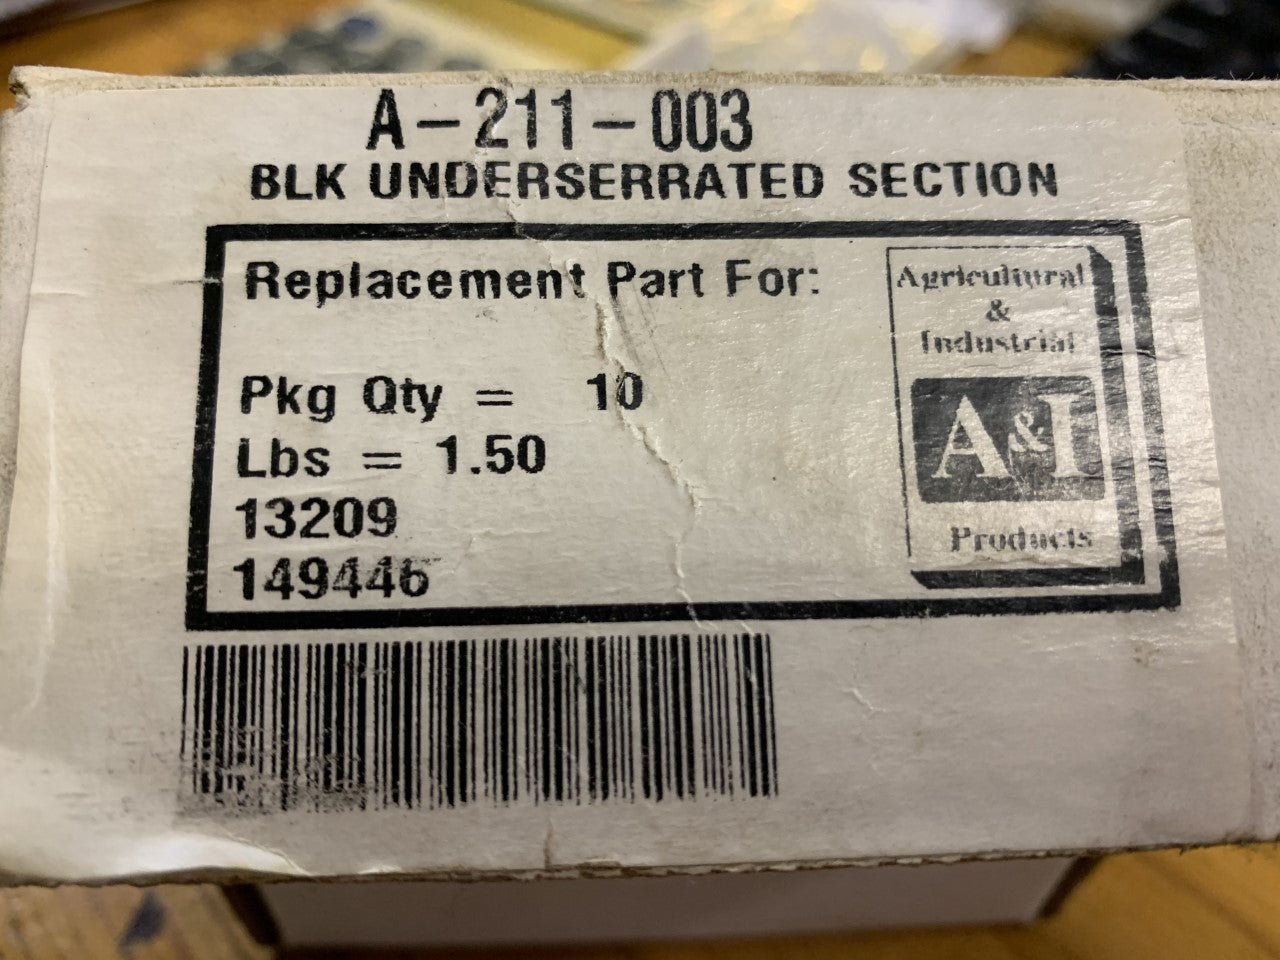 A-211-003
BLK UNDERSERRATED SECTION
Replacement Part For:
Pkg Qty = 10
Lbs = 1.50
13209
149446
Agricultural
&
Industrial
A&I
Products